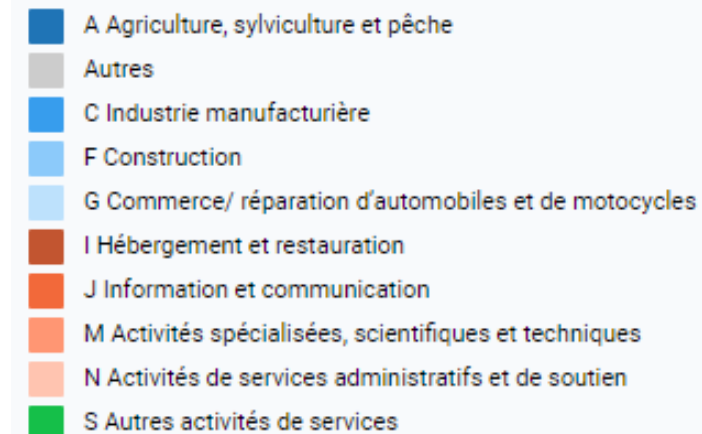 A Agriculture, sylviculture et pêche
Autres
C Industrie manufacturière
F Construction
G Commerce/ réparation d'automobiles et de motocycles
I Hébergement et restauration
J Information et communication
M Activités spécialisées, scientifiques et techniques
N Activités de services administratifs et de soutien
S Autres activités de services